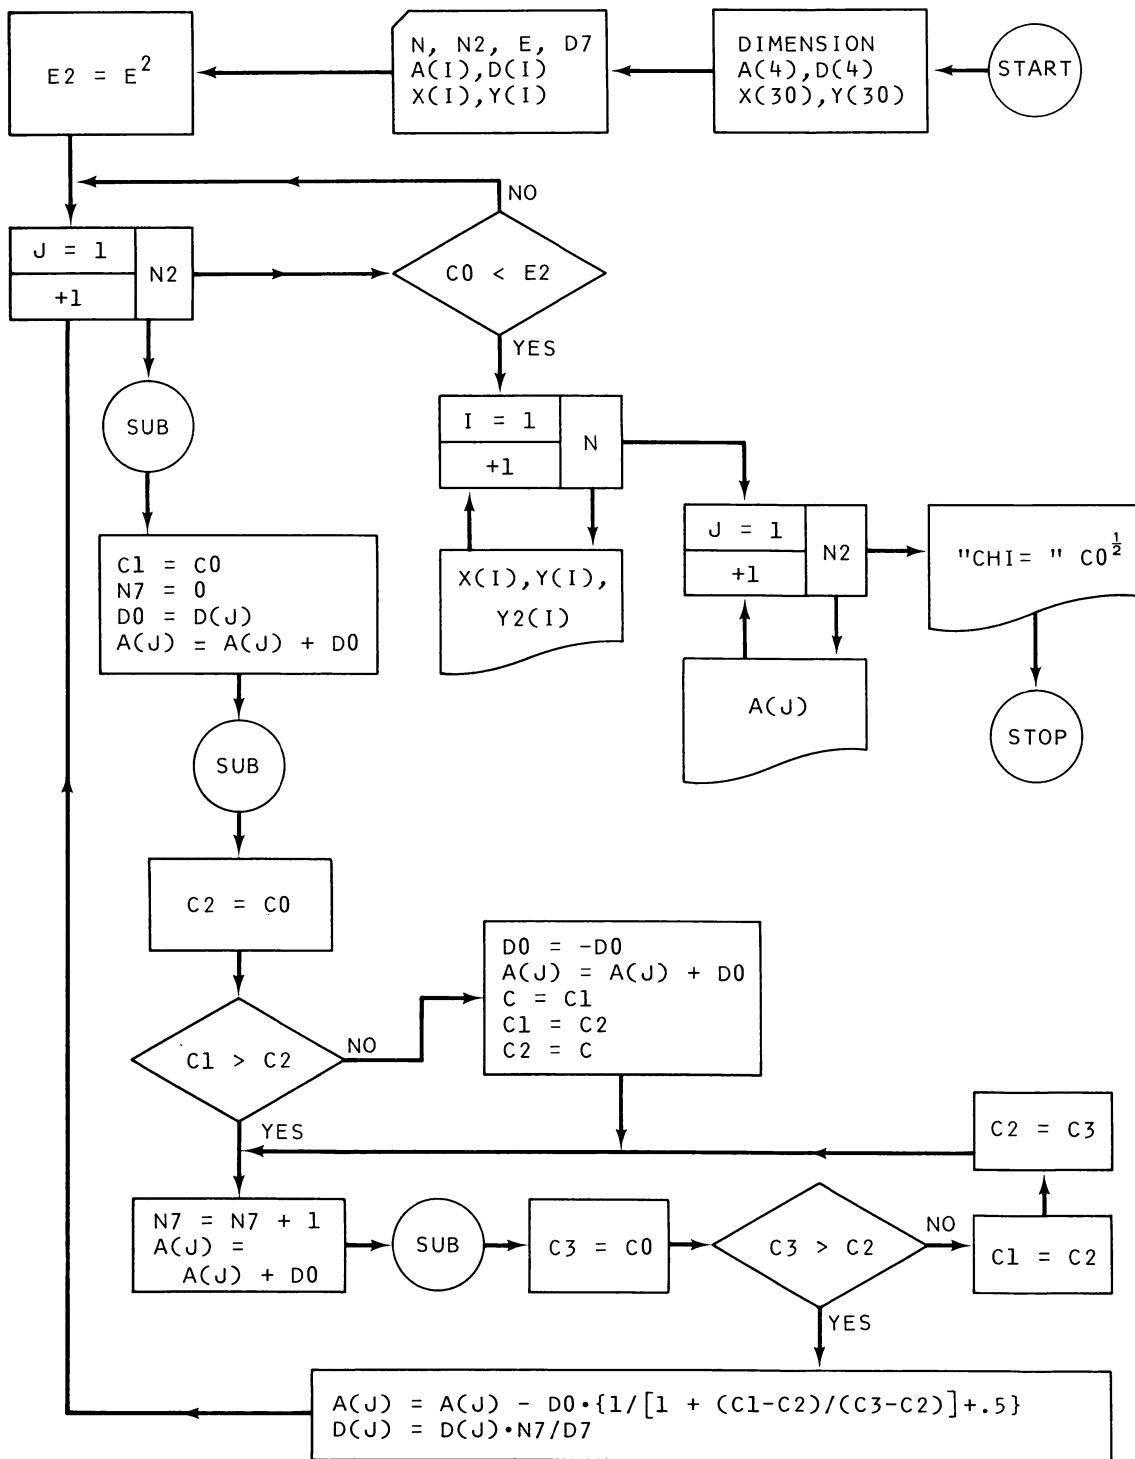 START
DIMENSION
A(4),D(4)
X(30),Y(30)
N, N2, E, D7
A(I),D(I)
X(I),Y(I)
E2 = E²
J = 1
+1
N2
NO
C0 < E2
YES
SUB
I = 1
+1
N
X(I),Y(I),
Y2(I)
J = 1
+1
N2
A(J)
"CHI= " C0^½
STOP
C1 = C0
N7 = 0
D0 = D(J)
A(J) = A(J) + D0
SUB
C2 = C0
C1 > C2
NO
YES
D0 = -D0
A(J) = A(J) + D0
C = C1
C1 = C2
C2 = C
N7 = N7 + 1
A(J) =
A(J) + D0
SUB
C3 = C0
C3 > C2
NO
YES
C1 = C2
C2 = C3
A(J) = A(J) - D0·{1/[1 + (C1-C2)/(C3-C2)]+.5}
D(J) = D(J)·N7/D7